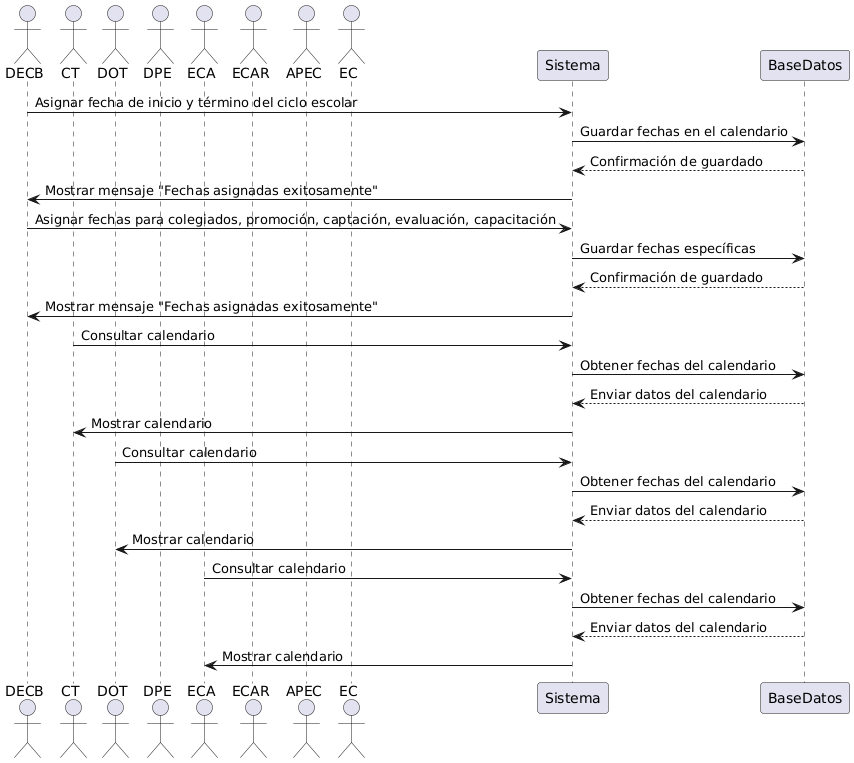 DECB CT DOT DPE ECA ECAR APEC EC Sistema BaseDatos
Asignar fecha de inicio y término del ciclo escolar
Guardar fechas en el calendario
Confirmación de guardado
Mostrar mensaje "Fechas asignadas exitosamente"
Asignar fechas para colegiados, promoción, captación, evaluación, capacitación
Guardar fechas específicas
Confirmación de guardado
Mostrar mensaje "Fechas asignadas exitosamente"
Consultar calendario
Obtener fechas del calendario
Enviar datos del calendario
Mostrar calendario
Consultar calendario
Obtener fechas del calendario
Enviar datos del calendario
Mostrar calendario
Consultar calendario
Obtener fechas del calendario
Enviar datos del calendario
Mostrar calendario
DECB CT DOT DPE ECA ECAR APEC EC Sistema BaseDatos